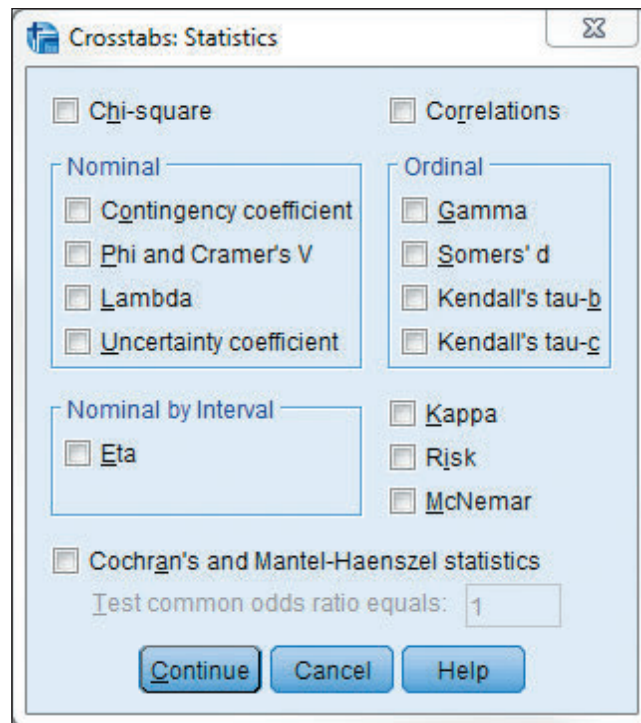 Crosstabs: Statistics
Chi-square
Correlations
Nominal
Contingency coefficient
Phi and Cramer's V
Lambda
Uncertainty coefficient
Ordinal
Gamma
Somers' d
Kendall's tau-b
Kendall's tau-c
Nominal by Interval
Eta
Kappa
Risk
McNemar
Cochran's and Mantel-Haenszel statistics
Test common odds ratio equals: 1
Continue Cancel Help